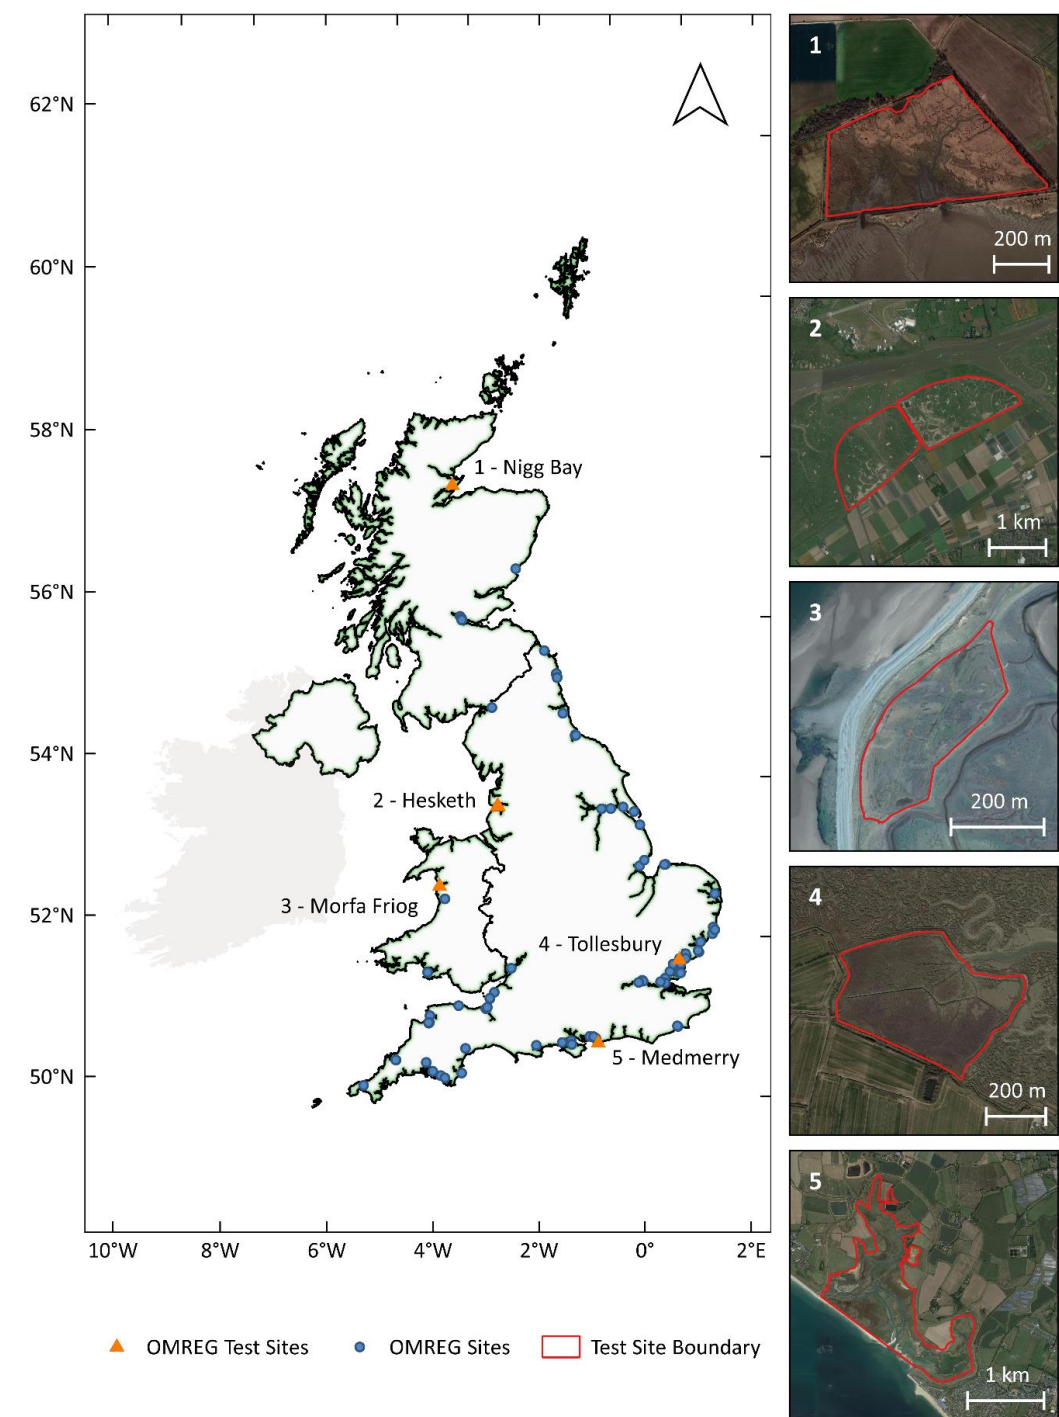 62°N
60°N
58°N
56°N
54°N
52°N
50°N
10°W
8°W
6°W
4°W
2°W
0°
2°E
1 - Nigg Bay
2 - Hesketh
3 - Morfa Friog
4 - Tollesbury
5 - Medmerry
OMREG Test Sites
OMREG Sites
Test Site Boundary
1
200 m
2
1 km
3
200 m
4
200 m
5
1 km